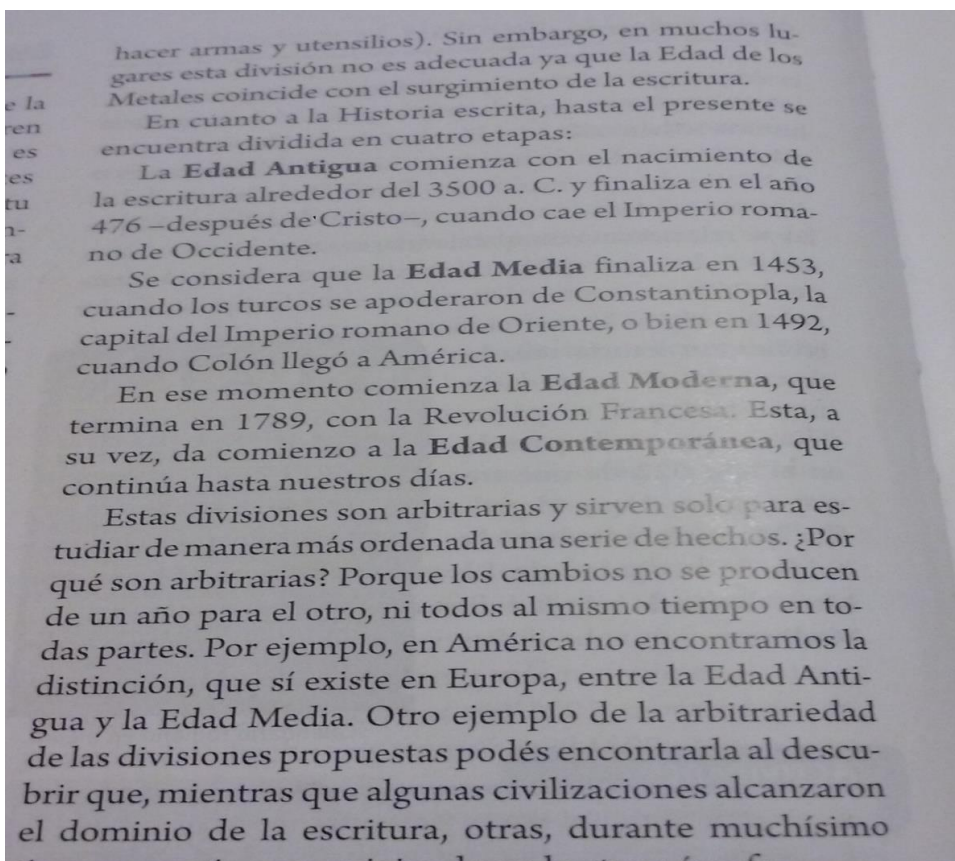 hacer armas y utensilios). Sin embargo, en muchos lu-
gares esta división no es adecuada ya que la Edad de los
Metales coincide con el surgimiento de la escritura.
En cuanto a la Historia escrita, hasta el presente se
encuentra dividida en cuatro etapas:
La Edad Antigua comienza con el nacimiento de
la escritura alrededor del 3500 a. C. y finaliza en el año
476 –después de Cristo–, cuando cae el Imperio roma-
no de Occidente.
Se considera que la Edad Media finaliza en 1453,
cuando los turcos se apoderaron de Constantinopla, la
capital del Imperio romano de Oriente, o bien en 1492,
cuando Colón llegó a América.
En ese momento comienza la Edad Moderna, que
termina en 1789, con la Revolución Francesa. Esta, a
su vez, da comienzo a la Edad Contemporánea, que
continúa hasta nuestros días.
Estas divisiones son arbitrarias y sirven solo para es-
tudiar de manera más ordenada una serie de hechos. ¿Por
qué son arbitrarias? Porque los cambios no se producen
de un año para el otro, ni todos al mismo tiempo en to-
das partes. Por ejemplo, en América no encontramos la
distinción, que sí existe en Europa, entre la Edad Anti-
gua y la Edad Media. Otro ejemplo de la arbitrariedad
de las divisiones propuestas podés encontrarla al descu-
brir que, mientras que algunas civilizaciones alcanzaron
el dominio de la escritura, otras, durante muchísimo